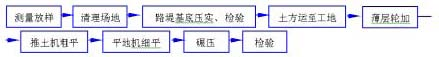 测量放样 清理场地 路堤基底压实、检验 土方运至工地 薄层轮加
推土机粗平 平地机细平 碾压 检验